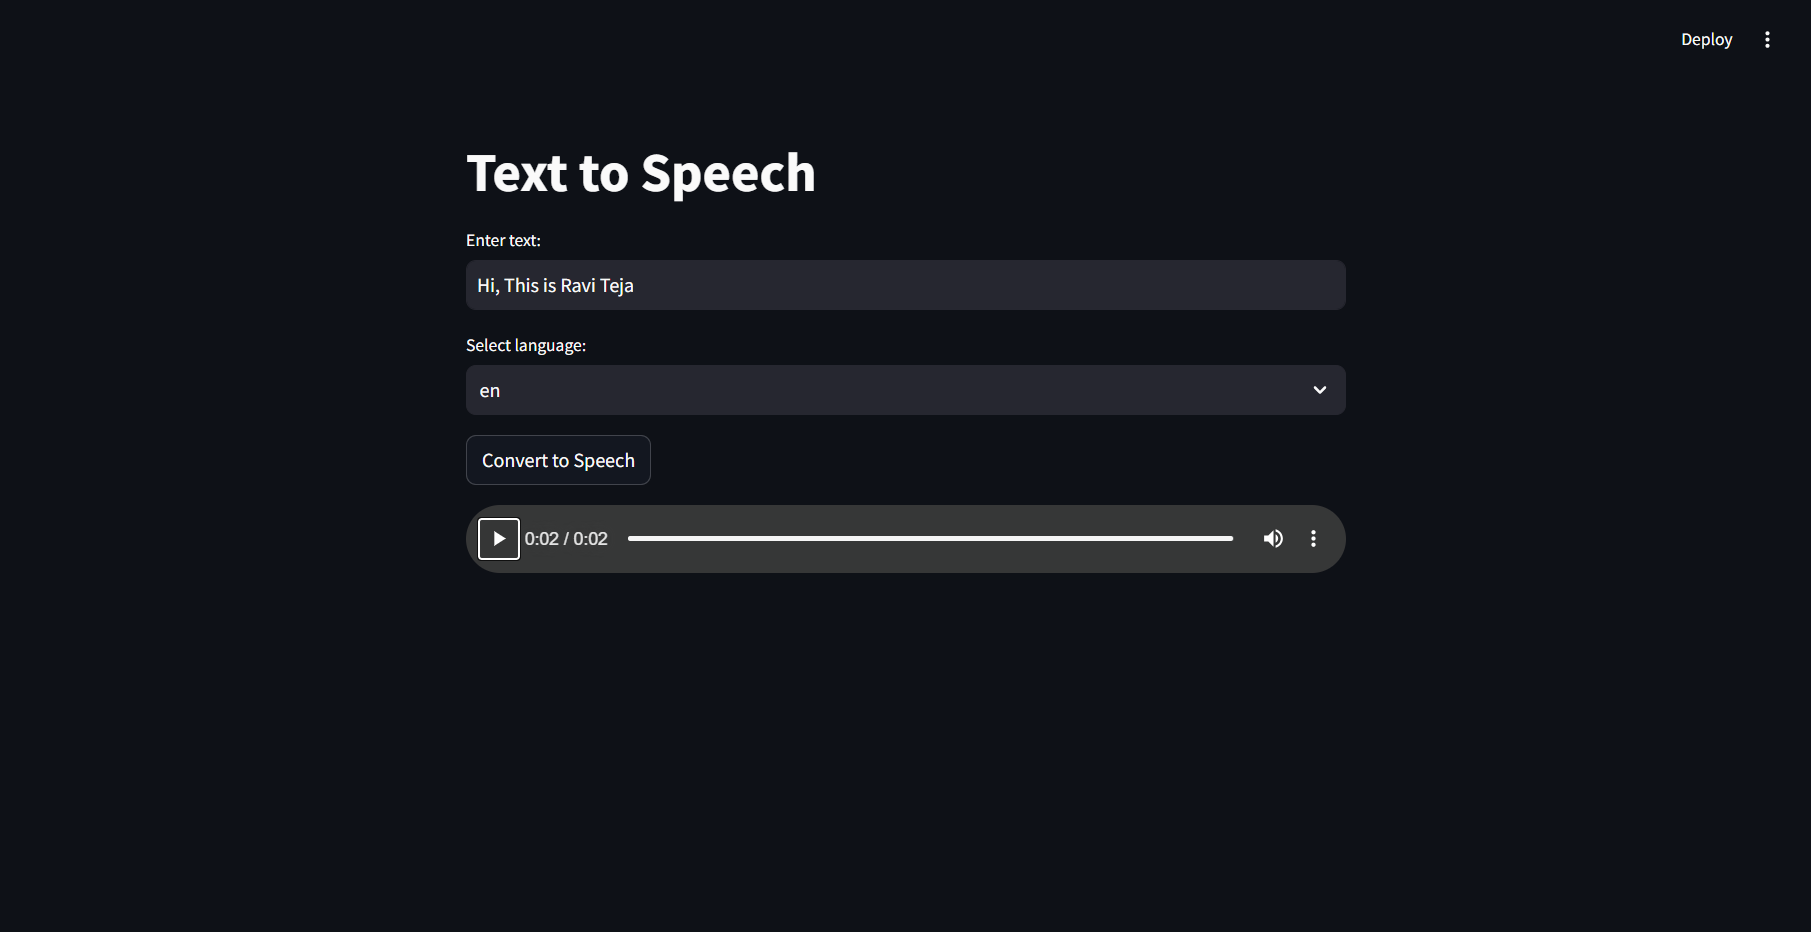 Deploy
Text to Speech
Enter text:
Hi, This is Ravi Teja
Select language:
en
Convert to Speech
0:02 / 0:02